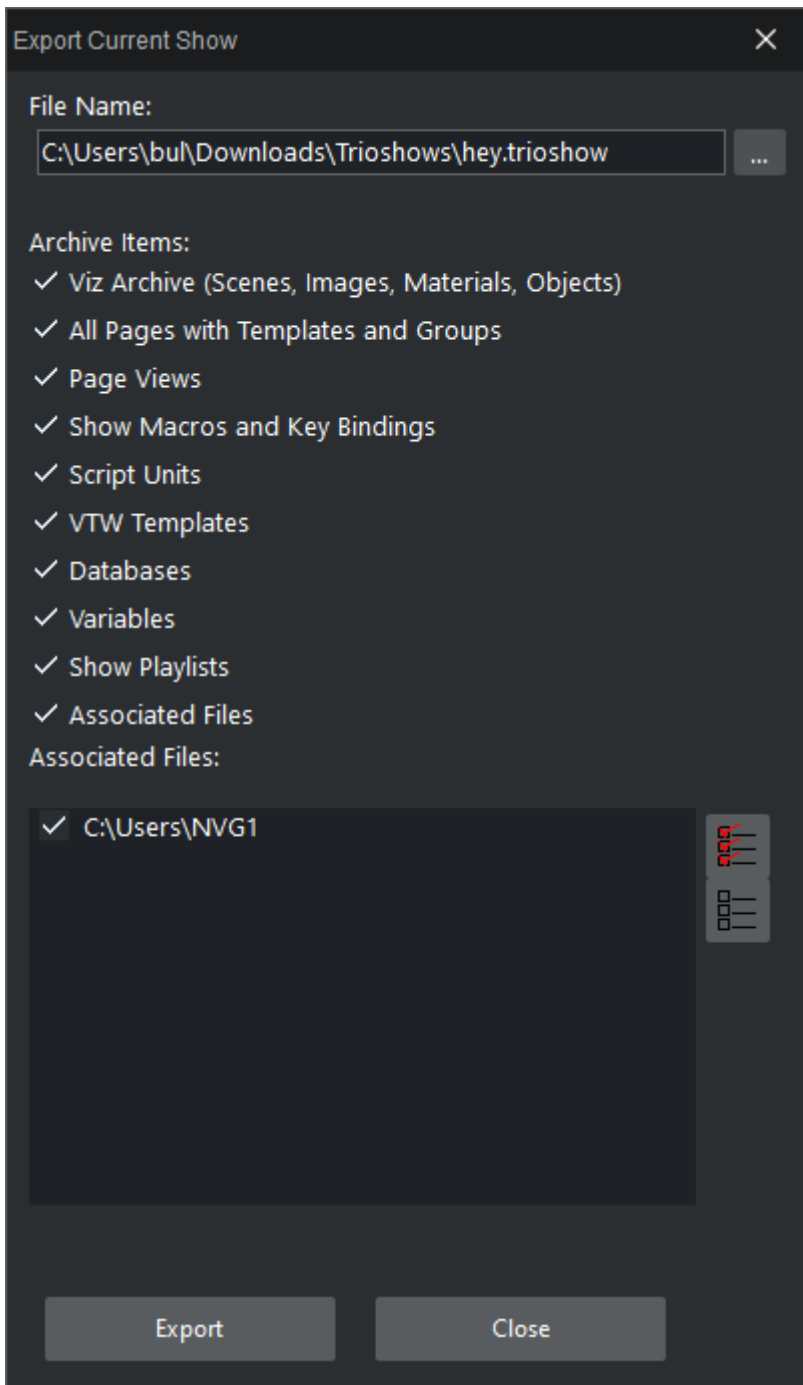 Export Current Show
File Name:
C:\Users\bul\Downloads\Trioshows\hey.trioshow
...
Archive Items:
Viz Archive (Scenes, Images, Materials, Objects)
All Pages with Templates and Groups
Page Views
Show Macros and Key Bindings
Script Units
VTW Templates
Databases
Variables
Show Playlists
Associated Files
Associated Files:
C:\Users\NVG1
Export
Close